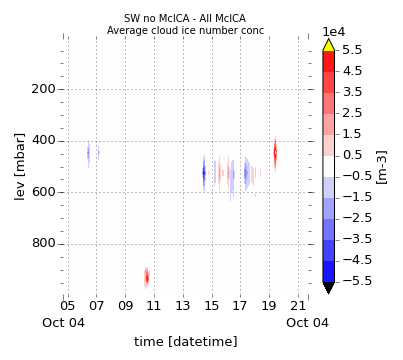 SW no McICA - All McICA
Average cloud ice number conc
1e4
5.5
4.5
3.5
2.5
1.5
0.5
−0.5
−1.5
−2.5
−3.5
−4.5
−5.5
[m-3]
lev [mbar]
200
400
600
800
05 07 09 11 13 15 17 19 21
Oct 04 Oct 04
time [datetime]